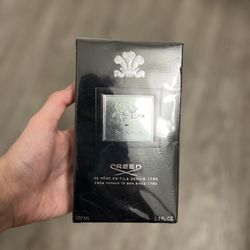 AVENTUS
CREED
DE PÈRE EN FILS DEPUIS 1760
FROM FATHER TO SON SINCE 1760
100 ML 3.3 FL.OZ.